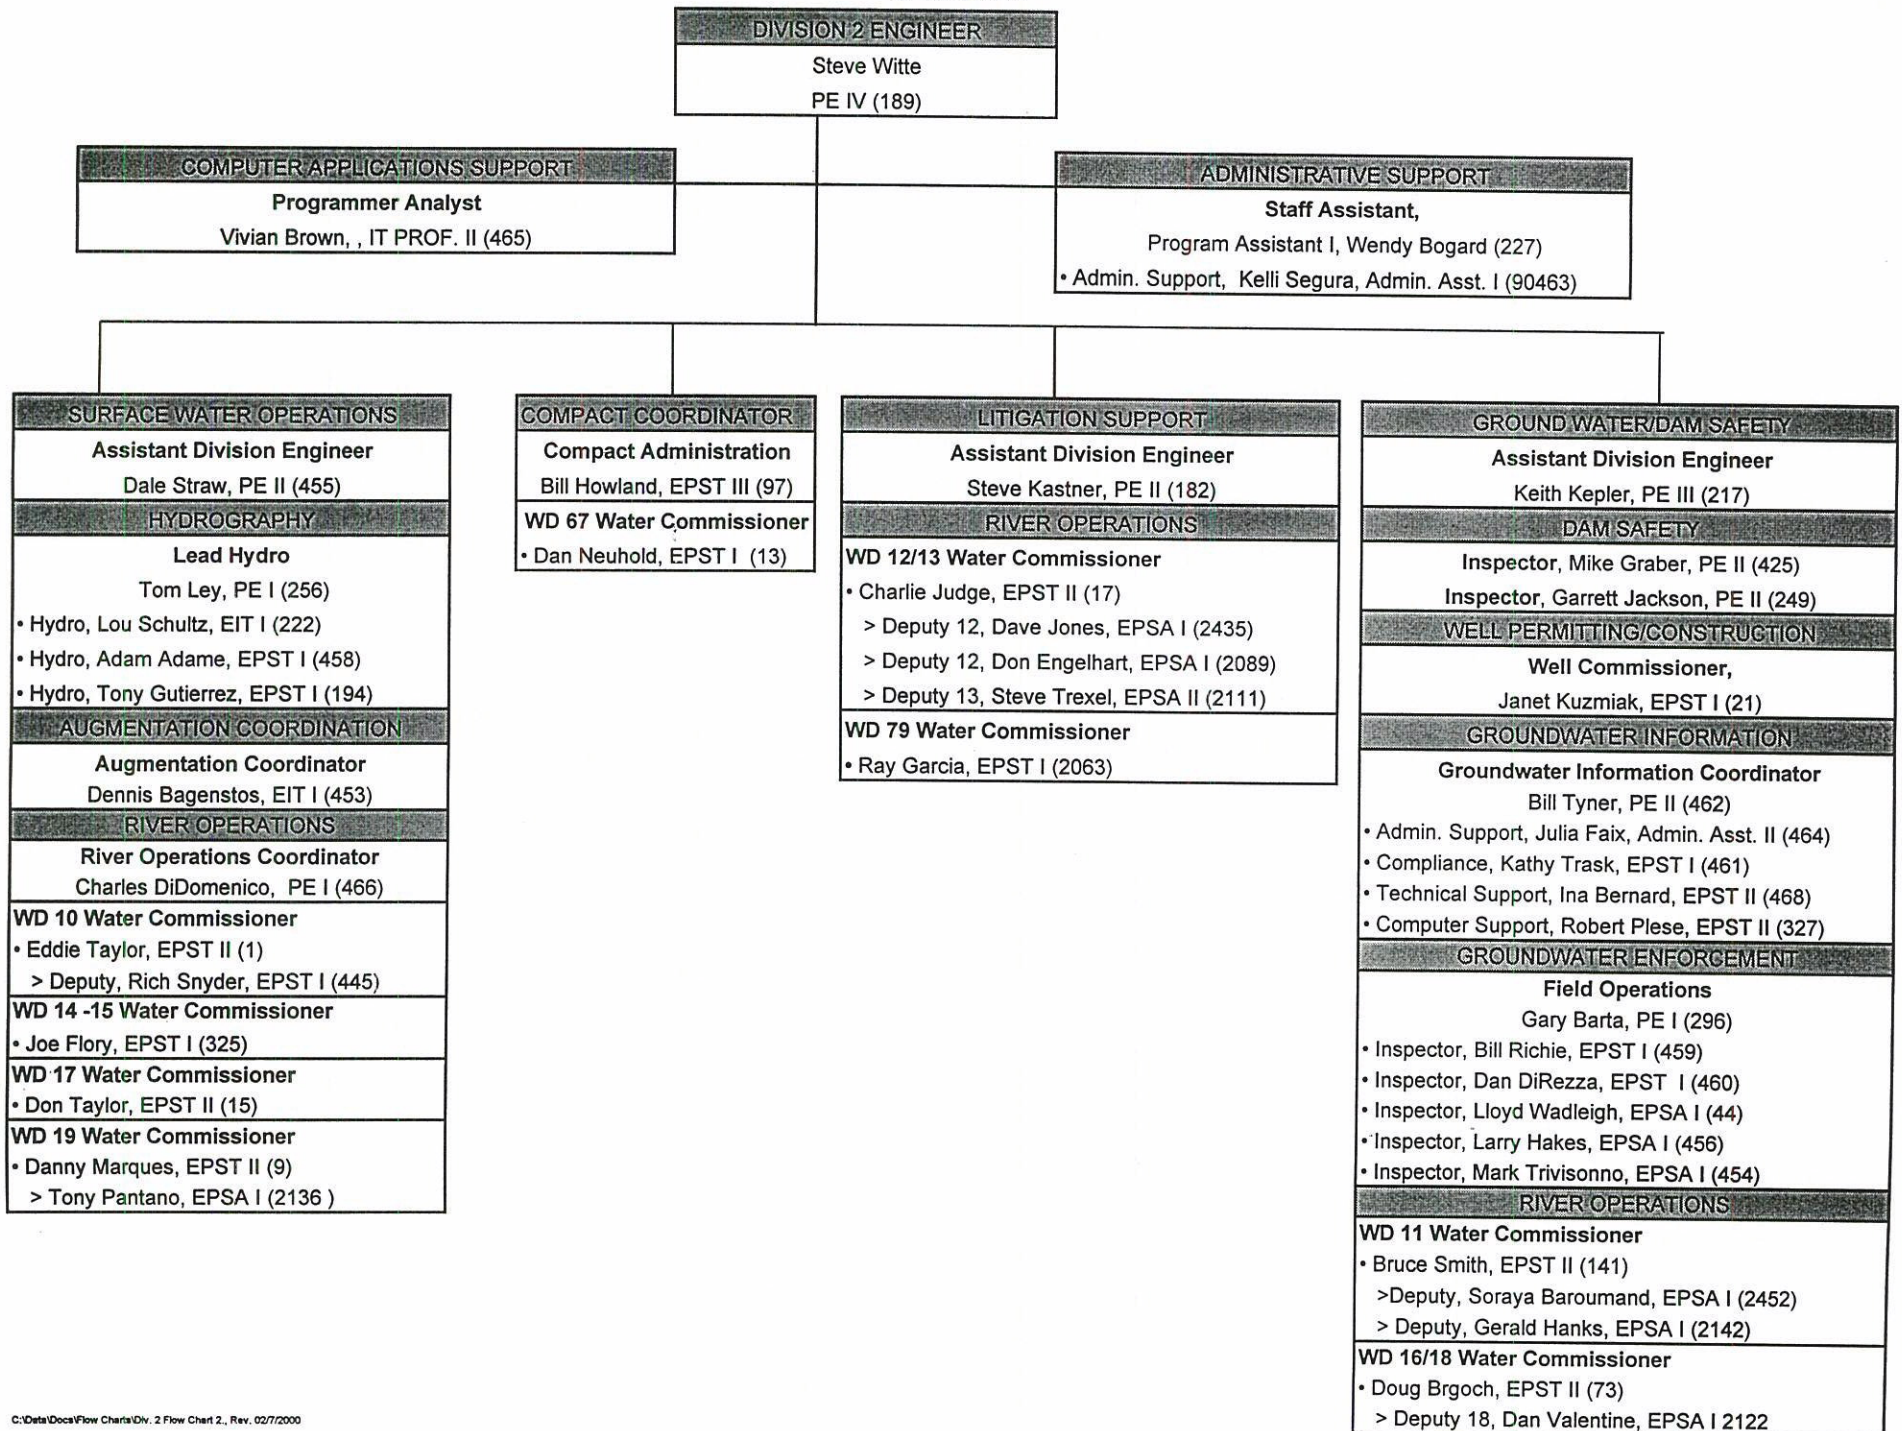 DIVISION 2 ENGINEER
Steve Witte
PE IV (189)
COMPUTER APPLICATIONS SUPPORT
Programmer Analyst
Vivian Brown, , IT PROF. II (465)
ADMINISTRATIVE SUPPORT
Staff Assistant,
Program Assistant I, Wendy Bogard (227)
• Admin. Support, Kelli Segura, Admin. Asst. I (90463)
SURFACE WATER OPERATIONS
Assistant Division Engineer
Dale Straw, PE II (455)
HYDROGRAPHY
Lead Hydro
Tom Ley, PE I (256)
• Hydro, Lou Schultz, EIT I (222)
• Hydro, Adam Adame, EPST I (458)
• Hydro, Tony Gutierrez, EPST I (194)
AUGMENTATION COORDINATION
Augmentation Coordinator
Dennis Bagenstos, EIT I (453)
RIVER OPERATIONS
River Operations Coordinator
Charles DiDomenico, PE I (466)
WD 10 Water Commissioner
• Eddie Taylor, EPST II (1)
> Deputy, Rich Snyder, EPST I (445)
WD 14 -15 Water Commissioner
• Joe Flory, EPST I (325)
WD 17 Water Commissioner
• Don Taylor, EPST II (15)
WD 19 Water Commissioner
• Danny Marques, EPST II (9)
> Tony Pantano, EPSA I (2136 )
COMPACT COORDINATOR
Compact Administration
Bill Howland, EPST III (97)
WD 67 Water Commissioner
• Dan Neuhold, EPST I (13)
LITIGATION SUPPORT
Assistant Division Engineer
Steve Kastner, PE II (182)
RIVER OPERATIONS
WD 12/13 Water Commissioner
• Charlie Judge, EPST II (17)
> Deputy 12, Dave Jones, EPSA I (2435)
> Deputy 12, Don Engelhart, EPSA I (2089)
> Deputy 13, Steve Trexel, EPSA II (2111)
WD 79 Water Commissioner
• Ray Garcia, EPST I (2063)
GROUND WATER/DAM SAFETY
Assistant Division Engineer
Keith Kepler, PE III (217)
DAM SAFETY
Inspector, Mike Graber, PE II (425)
Inspector, Garrett Jackson, PE II (249)
WELL PERMITTING/CONSTRUCTION
Well Commissioner,
Janet Kuzmiak, EPST I (21)
GROUNDWATER INFORMATION
Groundwater Information Coordinator
Bill Tyner, PE II (462)
• Admin. Support, Julia Faix, Admin. Asst. II (464)
• Compliance, Kathy Trask, EPST I (461)
• Technical Support, Ina Bernard, EPST II (468)
• Computer Support, Robert Plese, EPST II (327)
GROUNDWATER ENFORCEMENT
Field Operations
Gary Barta, PE I (296)
• Inspector, Bill Richie, EPST I (459)
• Inspector, Dan DiRezza, EPST I (460)
• Inspector, Lloyd Wadleigh, EPSA I (44)
• Inspector, Larry Hakes, EPSA I (456)
• Inspector, Mark Trivisonno, EPSA I (454)
RIVER OPERATIONS
WD 11 Water Commissioner
• Bruce Smith, EPST II (141)
>Deputy, Soraya Baroumand, EPSA I (2452)
> Deputy, Gerald Hanks, EPSA I (2142)
WD 16/18 Water Commissioner
• Doug Brgoch, EPST II (73)
> Deputy 18, Dan Valentine, EPSA I 2122
C:\Data\Docs\Flow Charts\Div. 2 Flow Chart 2., Rev. 02/7/2000